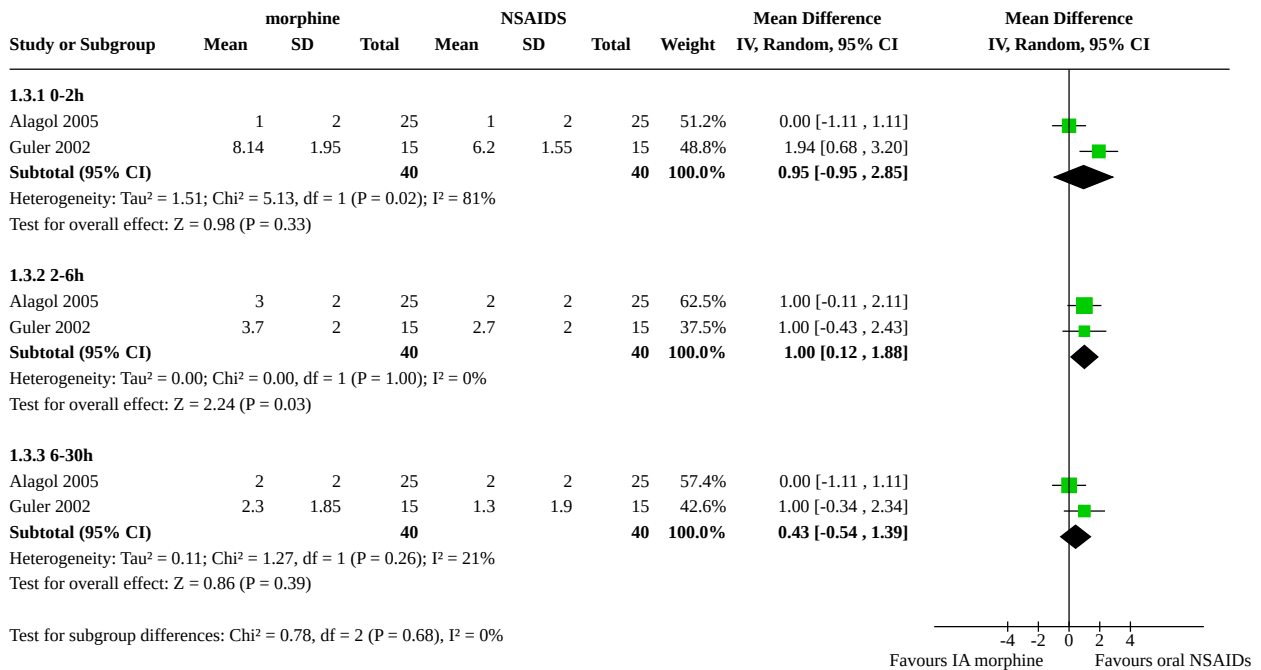 morphine NSAIDS Mean Difference Mean Difference
Study or Subgroup Mean SD Total Mean SD Total Weight IV, Random, 95% CI IV, Random, 95% CI
1.3.1 0-2h
Alagol 2005 1 2 25 1 2 25 51.2% 0.00 [-1.11 , 1.11]
Guler 2002 8.14 1.95 15 6.2 1.55 15 48.8% 1.94 [0.68 , 3.20]
Subtotal (95% CI) 40 40 100.0% 0.95 [-0.95 , 2.85]
Heterogeneity: Tau² = 1.51; Chi² = 5.13, df = 1 (P = 0.02); I² = 81%
Test for overall effect: Z = 0.98 (P = 0.33)
1.3.2 2-6h
Alagol 2005 3 2 25 2 2 25 62.5% 1.00 [-0.11 , 2.11]
Guler 2002 3.7 2 15 2.7 2 15 37.5% 1.00 [-0.43 , 2.43]
Subtotal (95% CI) 40 40 100.0% 1.00 [0.12 , 1.88]
Heterogeneity: Tau² = 0.00; Chi² = 0.00, df = 1 (P = 1.00); I² = 0%
Test for overall effect: Z = 2.24 (P = 0.03)
1.3.3 6-30h
Alagol 2005 2 2 25 2 2 25 57.4% 0.00 [-1.11 , 1.11]
Guler 2002 2.3 1.85 15 1.3 1.9 15 42.6% 1.00 [-0.34 , 2.34]
Subtotal (95% CI) 40 40 100.0% 0.43 [-0.54 , 1.39]
Heterogeneity: Tau² = 0.11; Chi² = 1.27, df = 1 (P = 0.26); I² = 21%
Test for overall effect: Z = 0.86 (P = 0.39)
Test for subgroup differences: Chi² = 0.78, df = 2 (P = 0.68), I² = 0%
-4 -2 0 2 4
Favours IA morphine Favours oral NSAIDs